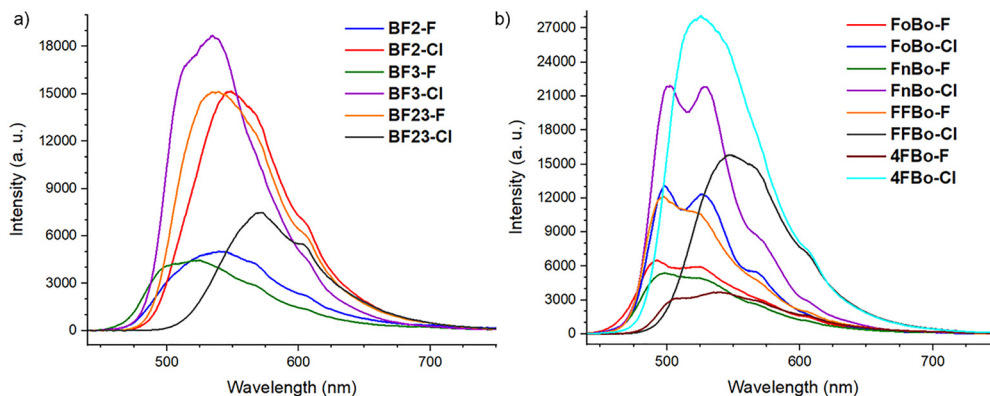 a)
BF2-F
BF2-Cl
BF3-F
BF3-Cl
BF23-F
BF23-Cl
18000
15000
12000
9000
6000
3000
0
Intensity (a. u.)
500
600
700
Wavelength (nm)
b)
FoBo-F
FoBo-Cl
FnBo-F
FnBo-Cl
FFBo-F
FFBo-Cl
4FBo-F
4FBo-Cl
27000
24000
21000
18000
15000
12000
9000
6000
3000
0
Intensity (a. u.)
500
600
700
Wavelength (nm)